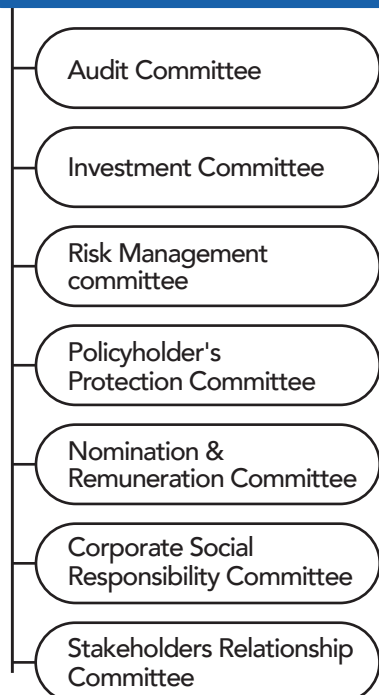 Audit Committee
Investment Committee
Risk Management
committee
Policyholder's
Protection Committee
Nomination &
Remuneration Committee
Corporate Social
Responsibility Committee
Stakeholders Relationship
Committee